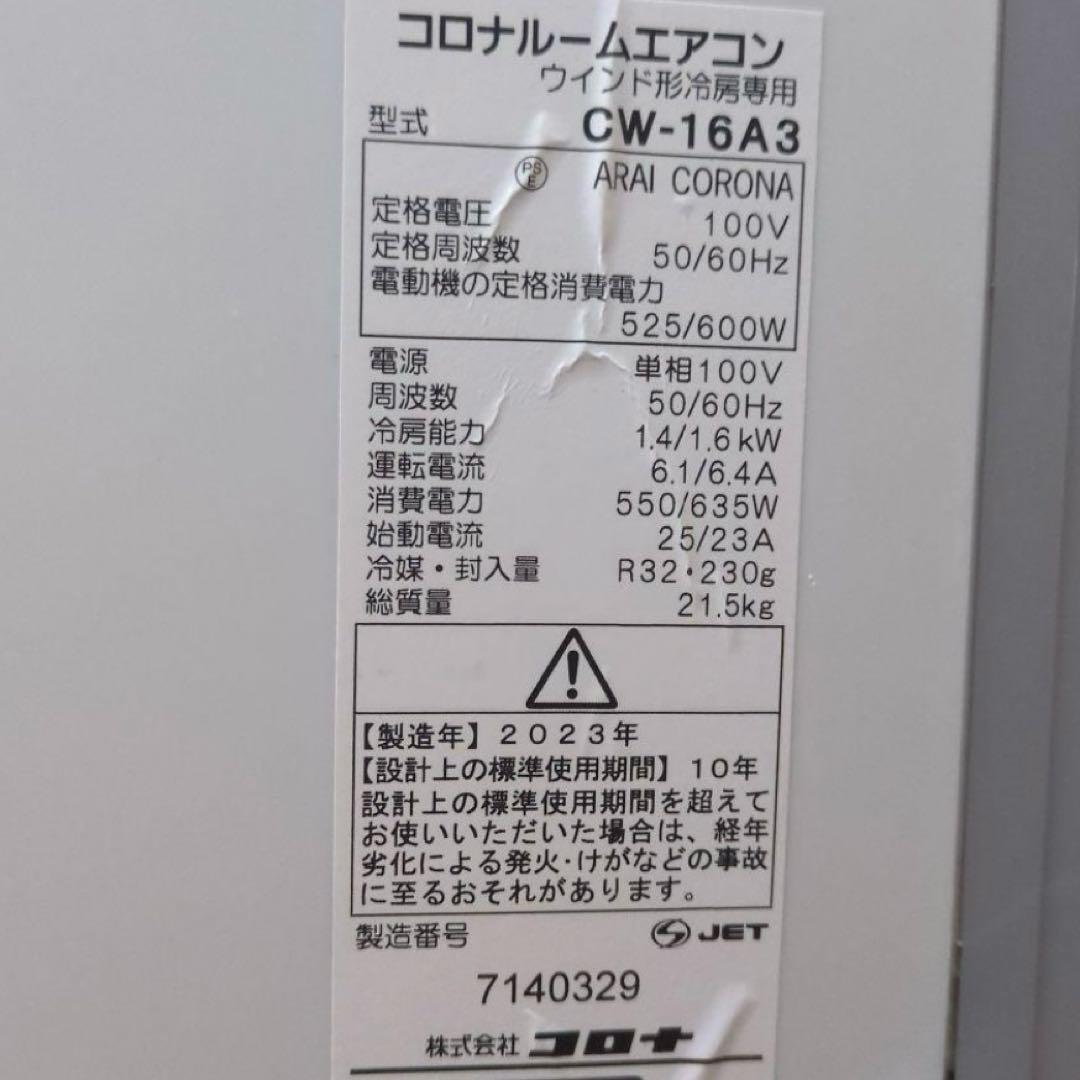 コロナルームエアコン
ウインド形冷房専用
型式 CW-16A3
PS
E
ARAI CORONA
定格電圧 100V
定格周波数 50/60Hz
電動機の定格消費電力
525/600W
電源 単相100V
周波数 50/60Hz
冷房能力 1.4/1.6kW
運転電流 6.1/6.4A
消費電力 550/635W
始動電流 25/23A
冷媒・封入量 R32・230g
総質量 21.5kg
【製造年】2023年
【設計上の標準使用期間】10年
設計上の標準使用期間を超えて
お使いいただいた場合は、経年
劣化による発火・けがなどの事故
に至るおそれがあります。
製造番号 JET
7140329
株式会社 コロナ